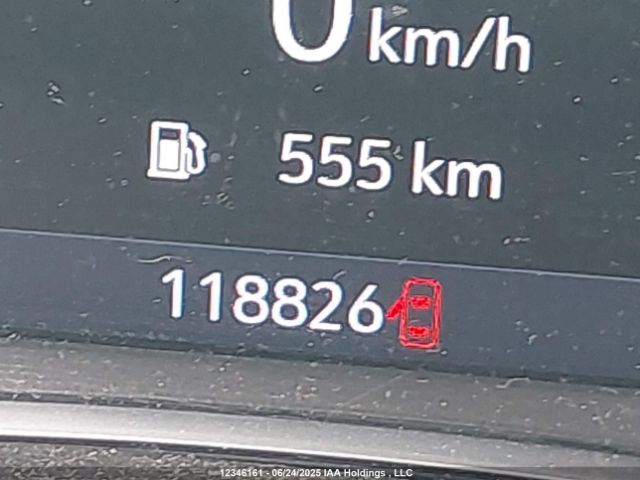 0 km/h
555 km
118826
12346161 - 06/24/2025 IAA Holdings , LLC